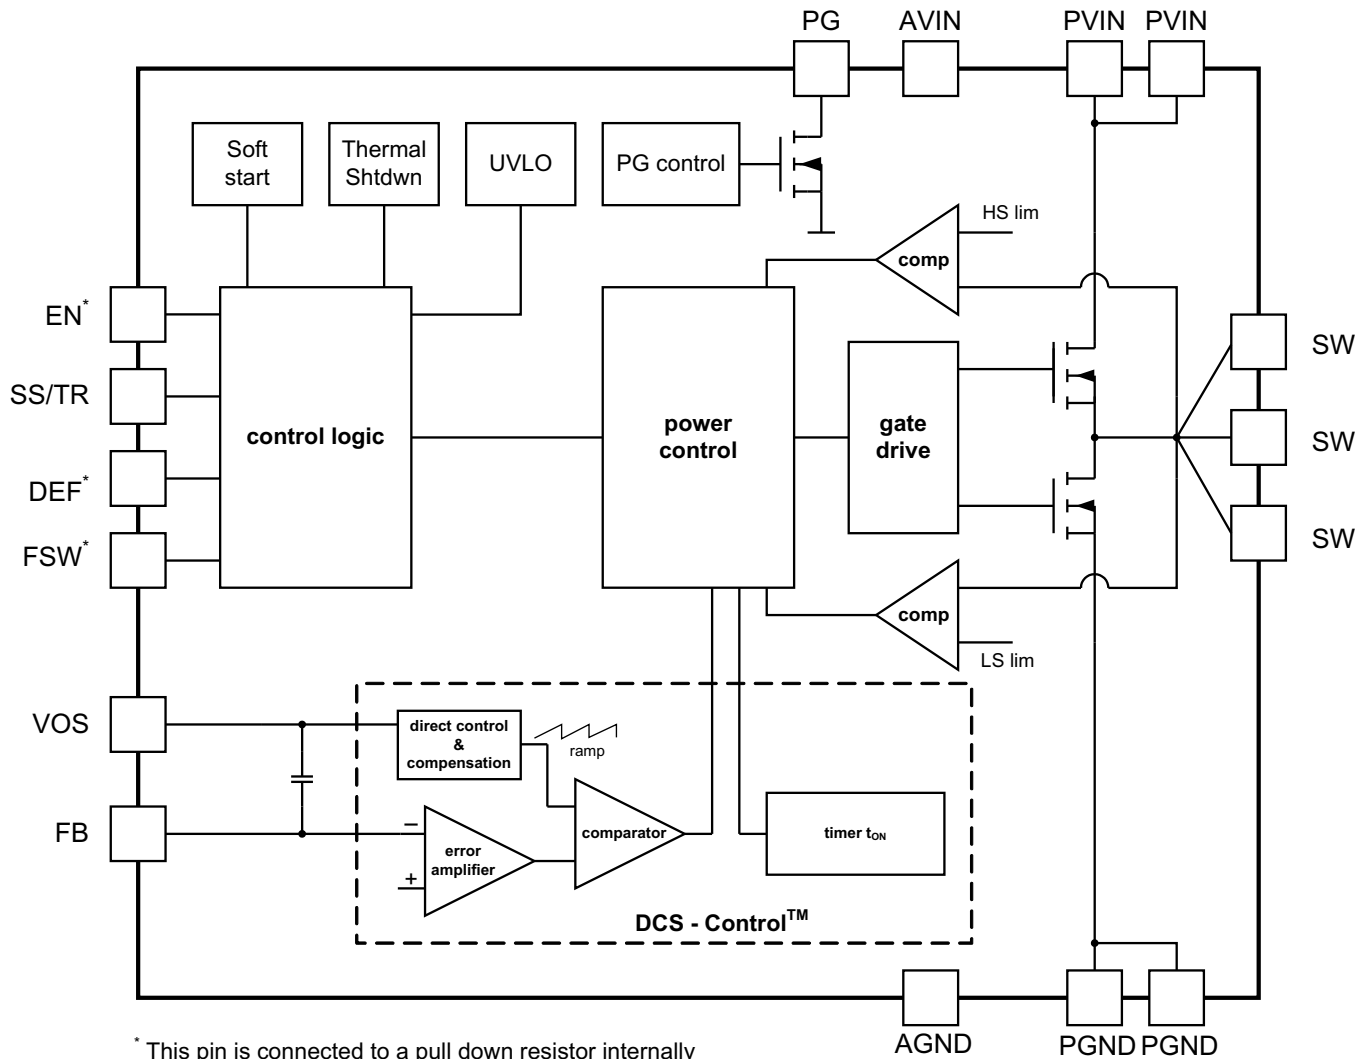 PG
AVIN
PVIN
PVIN
Soft
start
Thermal
Shtdwn
UVLO
PG control
HS lim
comp
EN*
SS/TR
DEF*
FSW*
control logic
power
control
gate
drive
SW
SW
SW
comp
LS lim
VOS
FB
direct control
&
compensation
ramp
comparator
−
error
amplifier
+
timer tON
DCS - Control™
AGND
PGND
PGND
* This pin is connected to a pull down resistor internally